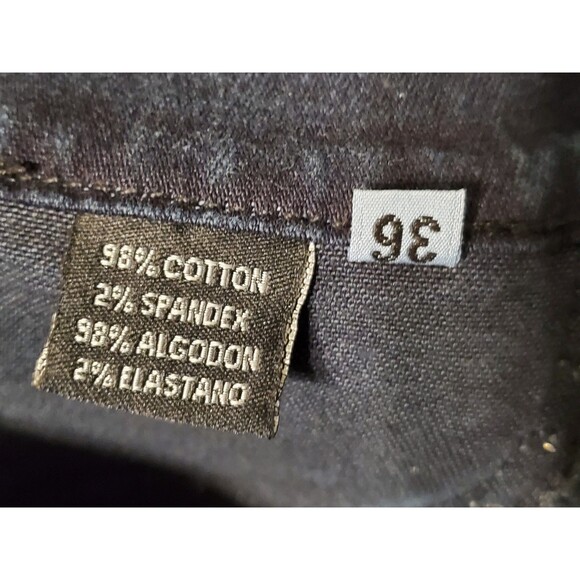 98% COTTON
2% SPANDEX
98% ALGODON
2% ELASTANO
36